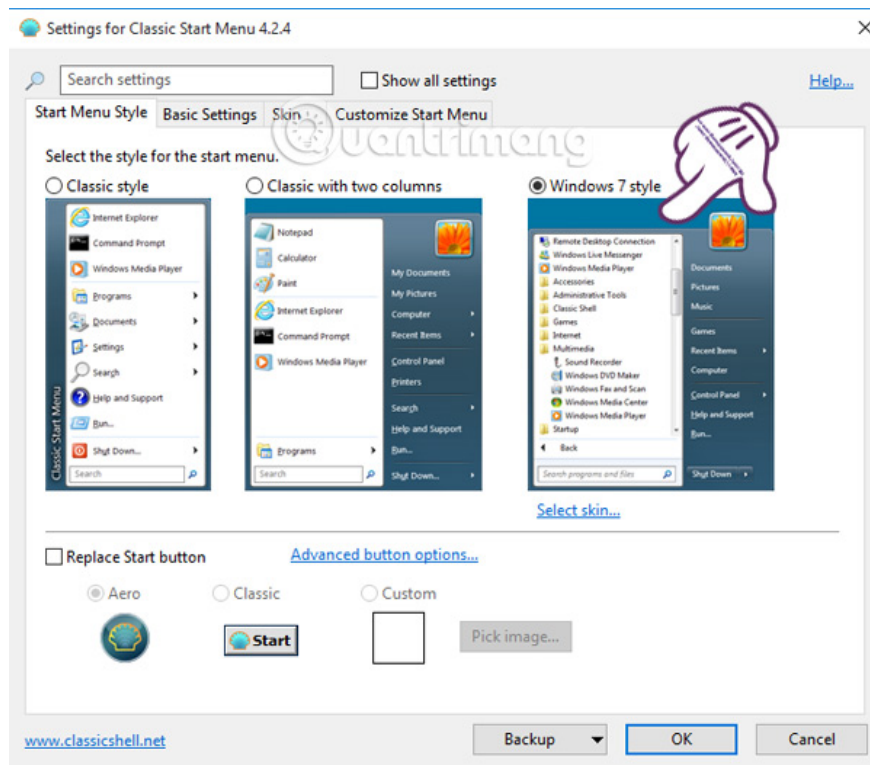 Settings for Classic Start Menu 4.2.4
Search settings
Show all settings
Help...
Start Menu Style
Basic Settings
Skin
Customize Start Menu
Quantrimang
Select the style for the start menu.
Classic style
Classic with two columns
Windows 7 style
Internet Explorer
Command Prompt
Windows Media Player
Programs
Documents
Settings
Search
Help and Support
Run...
Shut Down...
Search
Classic Start Menu
Notepad
Calculator
Paint
Internet Explorer
Command Prompt
Windows Media Player
Programs
Search
My Documents
My Pictures
Computer
Recent Items
Control Panel
Printers
Search
Help and Support
Run...
Shut Down...
Remote Desktop Connection
Windows Live Messenger
Windows Media Player
Accessories
Administrative Tools
Classic Shell
Games
Internet
Multimedia
Sound Recorder
Windows DVD Maker
Windows Fax and Scan
Windows Media Center
Windows Media Player
Startup
Back
Search programs and files
Documents
Pictures
Music
Games
Recent Items
Computer
Control Panel
Help and Support
Run...
Shut Down
Select skin...
Replace Start button
Advanced button options...
Aero
Classic
Custom
Start
Pick image...
www.classicshell.net
Backup
OK
Cancel